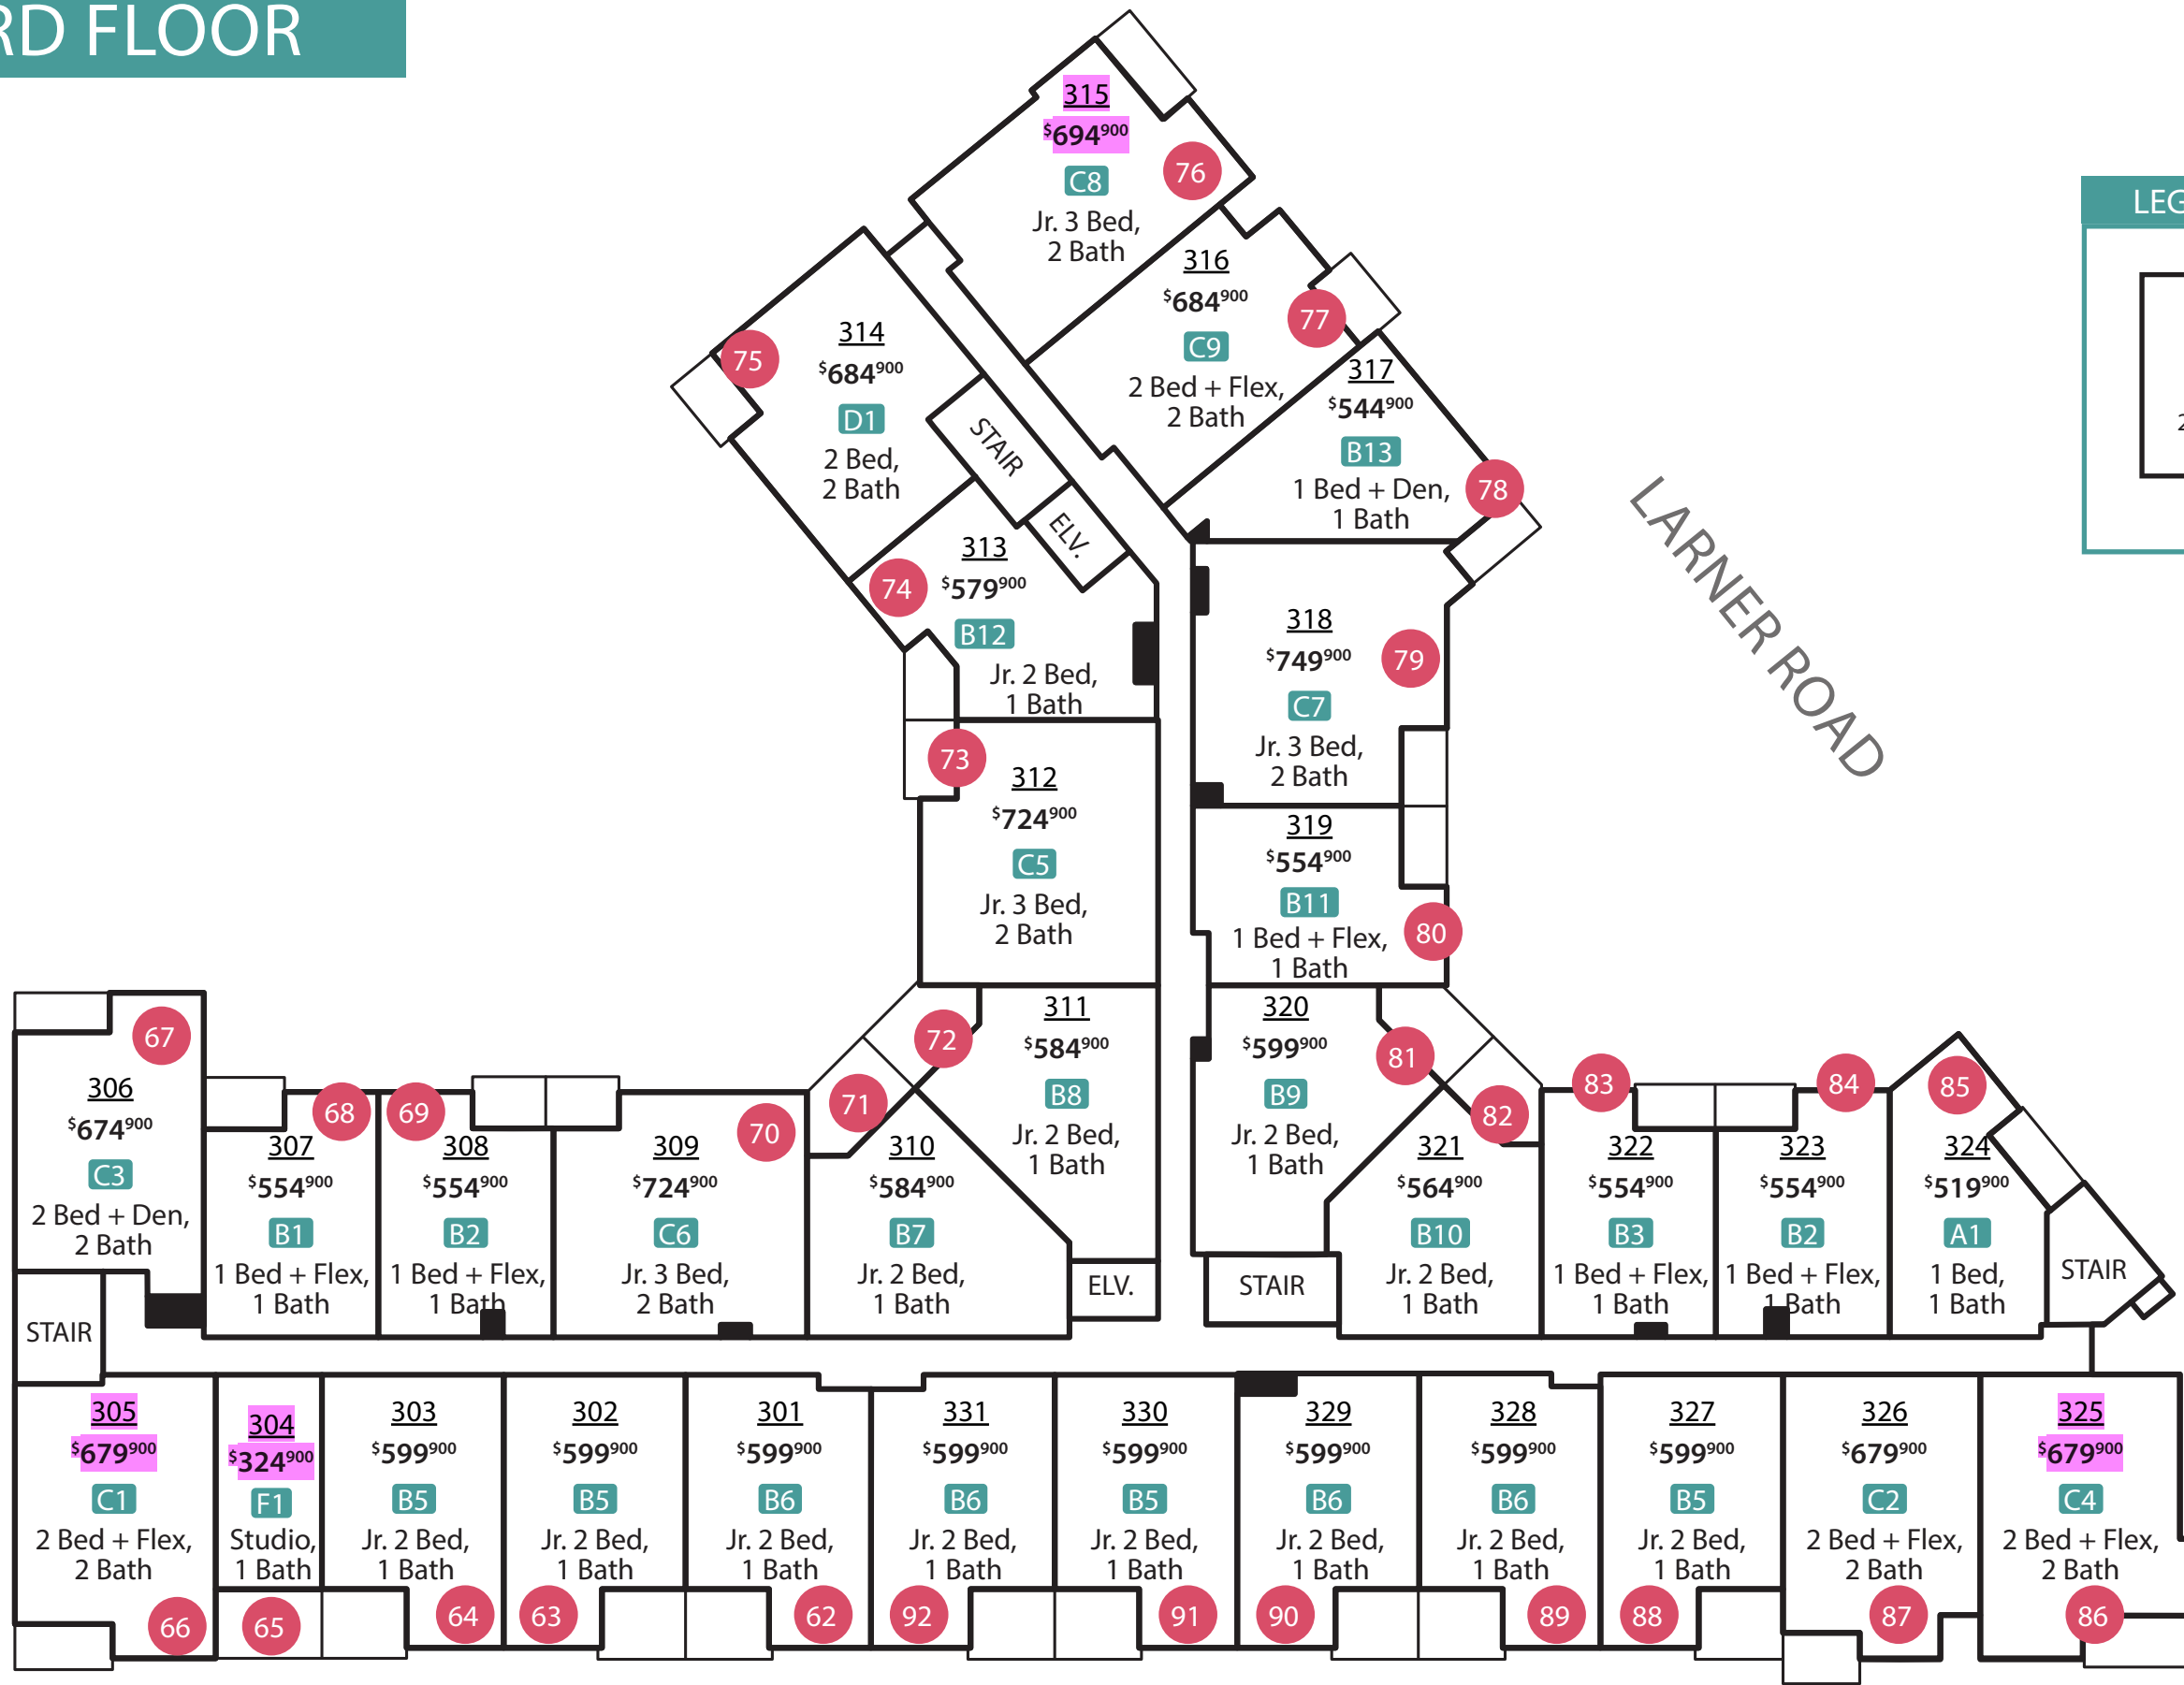 RD FLOOR
LEG
2
315
$694900
C8
Jr. 3 Bed,
2 Bath
76
316
$684900
C9
2 Bed + Flex,
2 Bath
77
314
$684900
D1
2 Bed,
2 Bath
75
STAIR
ELV.
317
$544900
B13
1 Bed + Den,
1 Bath
78
LARNER ROAD
313
$579900
B12
Jr. 2 Bed,
1 Bath
74
318
$749900
C7
Jr. 3 Bed,
2 Bath
79
312
$724900
C5
Jr. 3 Bed,
2 Bath
73
319
$554900
B11
1 Bed + Flex,
1 Bath
80
311
$584900
B8
Jr. 2 Bed,
1 Bath
72
320
$599900
B9
Jr. 2 Bed,
1 Bath
81
67
306
$674900
C3
2 Bed + Den,
2 Bath
STAIR
68
307
$554900
B1
1 Bed + Flex,
1 Bath
69
308
$554900
B2
1 Bed + Flex,
1 Bath
70
309
$724900
C6
Jr. 3 Bed,
2 Bath
71
310
$584900
B7
Jr. 2 Bed,
1 Bath
ELV.
STAIR
82
321
$564900
B10
Jr. 2 Bed,
1 Bath
83
322
$554900
B3
1 Bed + Flex,
1 Bath
84
323
$554900
B2
1 Bed + Flex,
1 Bath
85
324
$519900
A1
1 Bed,
1 Bath
STAIR
305
$679900
C1
2 Bed + Flex,
2 Bath
66
304
$324900
F1
Studio,
1 Bath
65
303
$599900
B5
Jr. 2 Bed,
1 Bath
64
302
$599900
B5
Jr. 2 Bed,
1 Bath
63
301
$599900
B6
Jr. 2 Bed,
1 Bath
62
331
$599900
B6
Jr. 2 Bed,
1 Bath
92
330
$599900
B5
Jr. 2 Bed,
1 Bath
91
329
$599900
B6
Jr. 2 Bed,
1 Bath
90
328
$599900
B6
Jr. 2 Bed,
1 Bath
89
327
$599900
B5
Jr. 2 Bed,
1 Bath
88
326
$679900
C2
2 Bed + Flex,
2 Bath
87
325
$679900
C4
2 Bed + Flex,
2 Bath
86